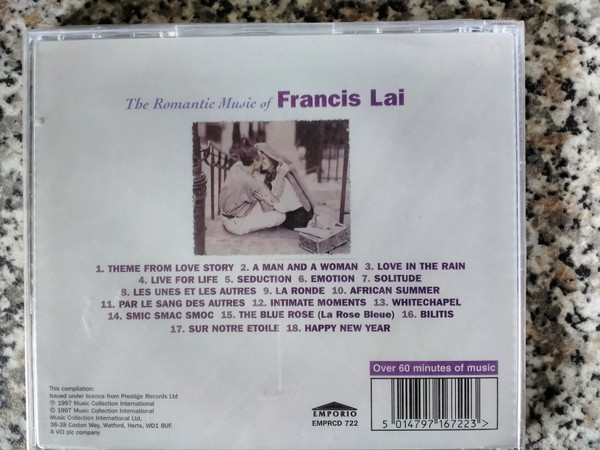 The Romantic Music of Francis Lai
1. THEME FROM LOVE STORY 2. A MAN AND A WOMAN 3. LOVE IN THE RAIN
4. LIVE FOR LIFE 5. SEDUCTION 6. EMOTION 7. SOLITUDE
8. LES UNES ET LES AUTRES 9. LA RONDE 10. AFRICAN SUMMER
11. PAR LE SANG DES AUTRES 12. INTIMATE MOMENTS 13. WHITECHAPEL
14. SMIC SMAC SMOC 15. THE BLUE ROSE (La Rose Bleue) 16. BILITIS
17. SUR NOTRE ETOILE 18. HAPPY NEW YEAR
Over 60 minutes of music
This compilation:
Issued under licence from Prestige Records Ltd
℗ 1997 Music Collection International
© 1997 Music Collection International
Music Collection International Ltd,
36-38 Caxton Way, Watford, Herts, WD1 8UF.
A VCI plc company
EMPORIO
EMPRCD 722
5 014797 167223 >